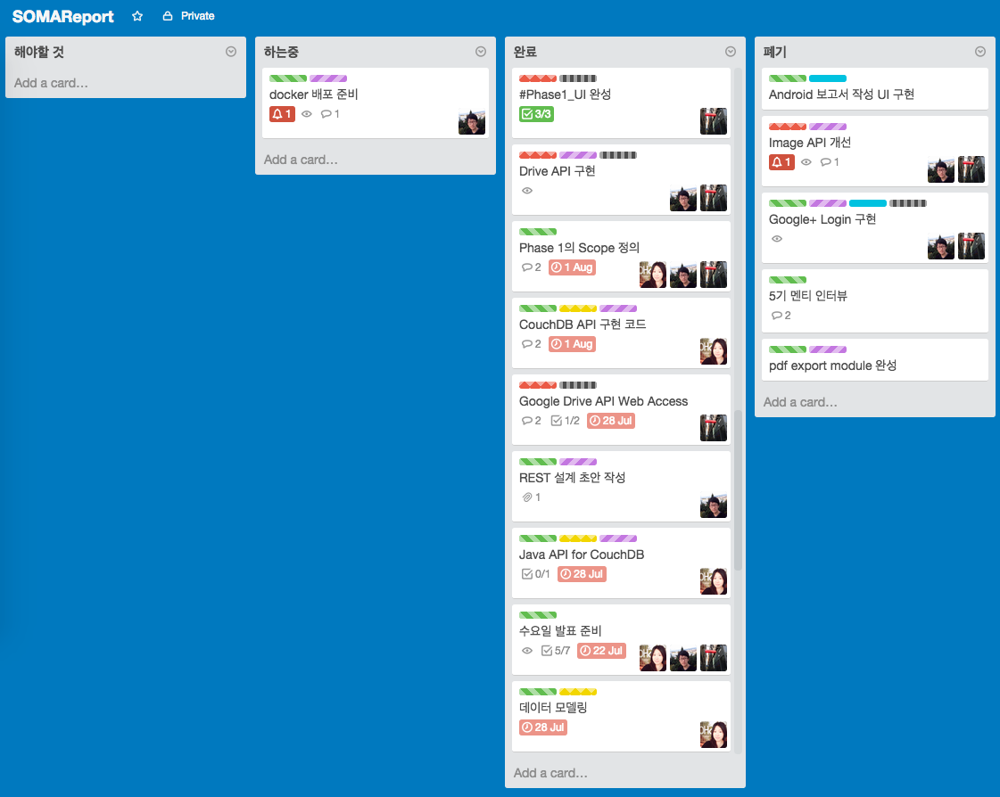 SOMAReport Private
해야할 것
Add a card…
하는중
docker 배포 준비
1 1
Add a card…
완료
#Phase1_UI 완성
3/3
Drive API 구현
Phase 1의 Scope 정의
2 1 Aug
CouchDB API 구현 코드
2 1 Aug
Google Drive API Web Access
2 1/2 28 Jul
REST 설계 초안 작성
1
Java API for CouchDB
0/1 28 Jul
수요일 발표 준비
5/7 22 Jul
데이터 모델링
28 Jul
Add a card…
폐기
Android 보고서 작성 UI 구현
Image API 개선
1 1
Google+ Login 구현
5기 멘티 인터뷰
2
pdf export module 완성
Add a card…